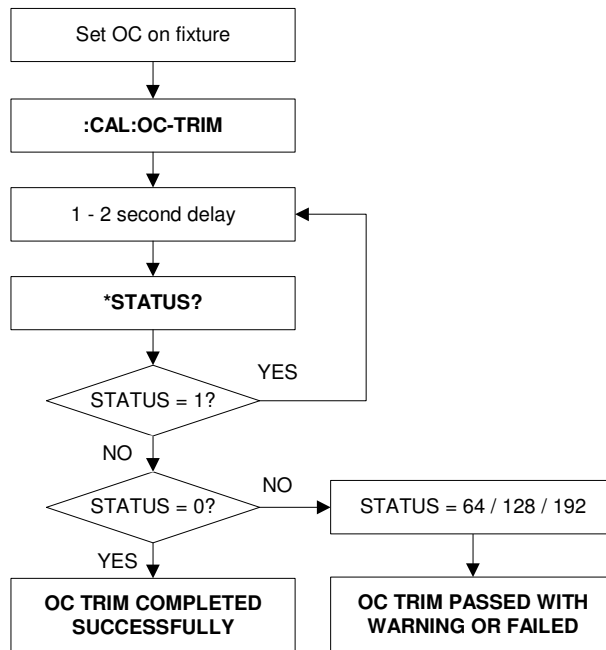 Set OC on fixture
:CAL:OC-TRIM
1 - 2 second delay
*STATUS?
YES
STATUS = 1?
NO
STATUS = 0?
NO
STATUS = 64 / 128 / 192
YES
OC TRIM COMPLETED
SUCCESSFULLY
OC TRIM PASSED WITH
WARNING OR FAILED